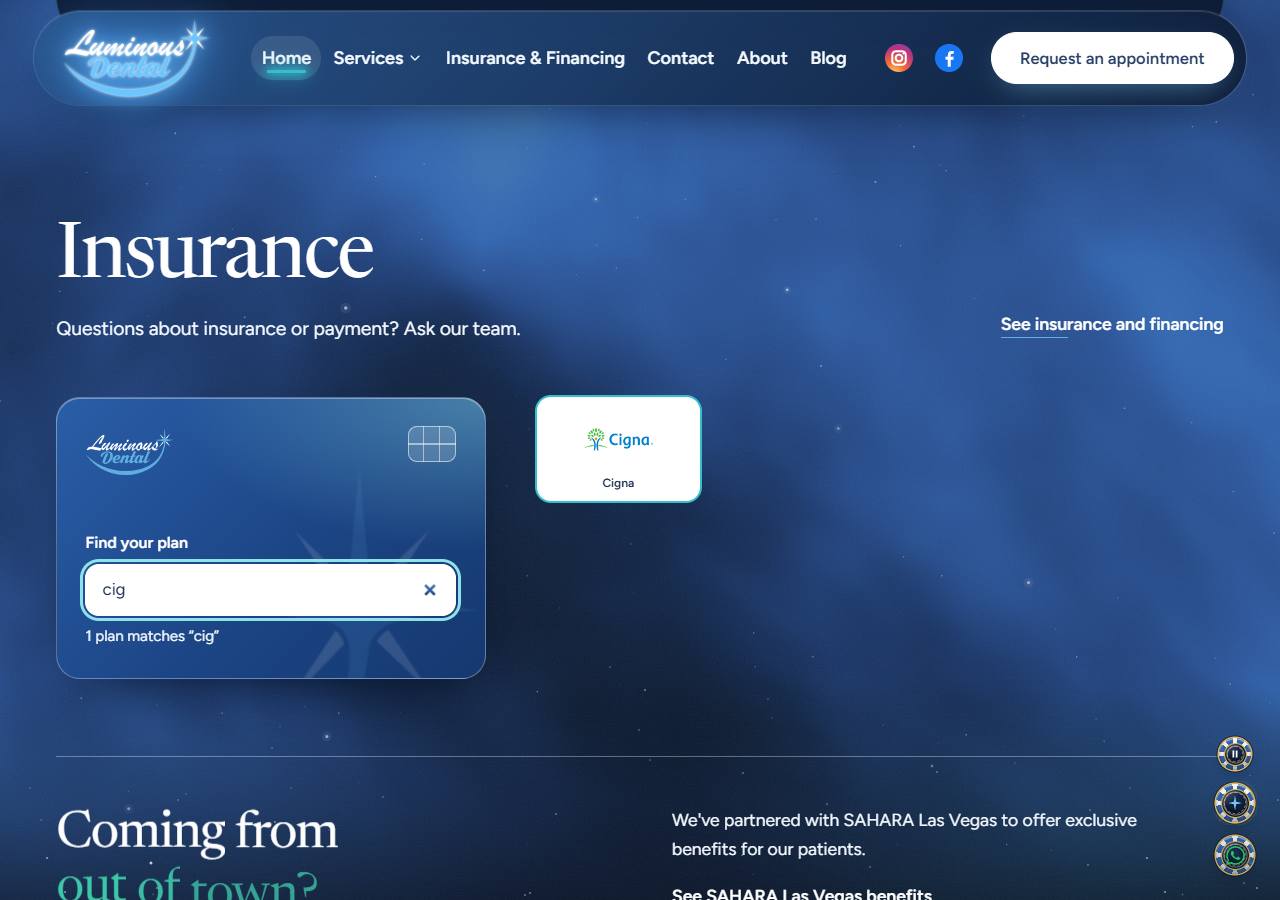 Luminous
Dental
Home
Services
Insurance & Financing
Contact
About
Blog
Request an appointment
Insurance
Questions about insurance or payment? Ask our team.
See insurance and financing
Luminous
Dental
Cigna
Cigna
Find your plan
cig
1 plan matches “cig”
Coming from
out of town?
We've partnered with SAHARA Las Vegas to offer exclusive
benefits for our patients.
See SAHARA Las Vegas benefits